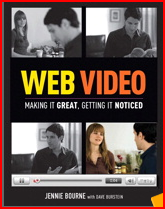 WEB VIDEO
MAKING IT GREAT, GETTING IT NOTICED
JENNIE BOURNE WITH DAVE BURSTEIN